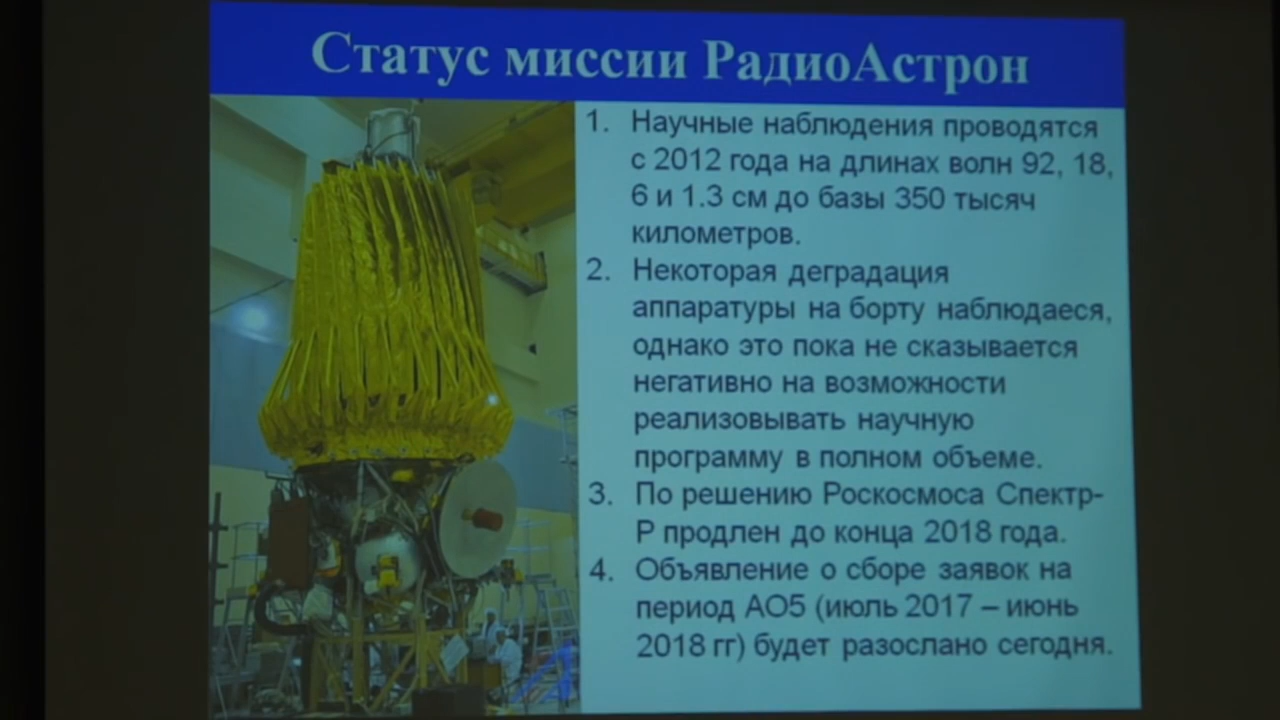 Статус миссии РадиоАстрон
1. Научные наблюдения проводятся
с 2012 года на длинах волн 92, 18,
6 и 1.3 см до базы 350 тысяч
километров.
2. Некоторая деградация
аппаратуры на борту наблюдаеся,
однако это пока не сказывается
негативно на возможности
реализовывать научную
программу в полном объеме.
3. По решению Роскосмоса Спектр-
Р продлен до конца 2018 года.
4. Объявление о сборе заявок на
период АО5 (июль 2017 – июнь
2018 гг) будет разослано сегодня.